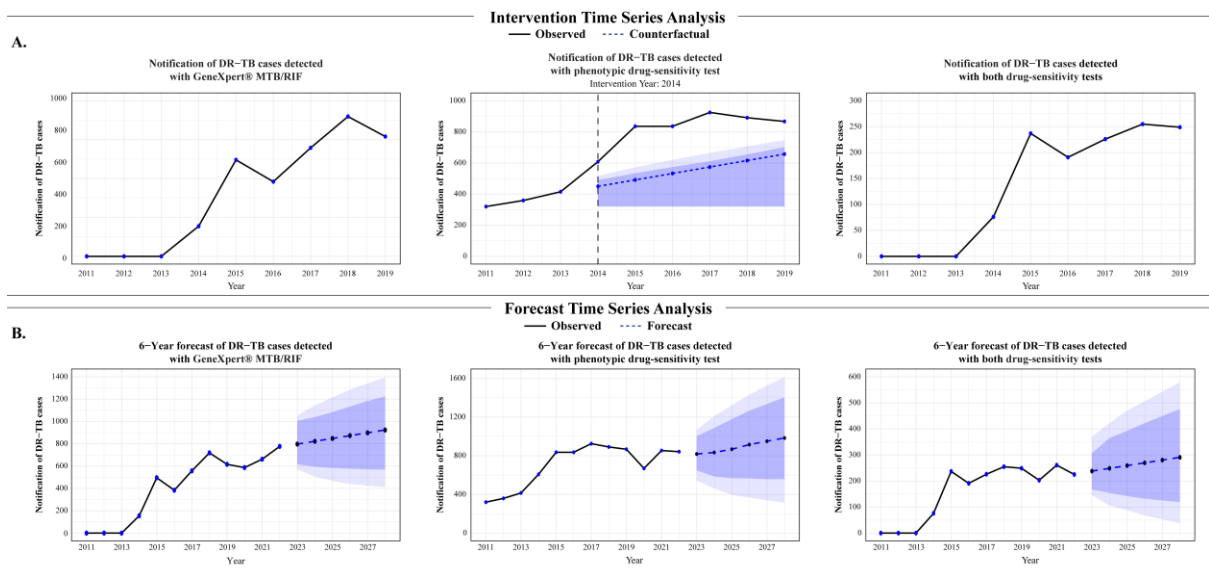 Intervention Time Series Analysis
Observed Counterfactual
A.
Notification of DR−TB cases detected
with GeneXpert® MTB/RIF
Notification of DR−TB cases
1000
800
600
400
200
0
2011 2012 2013 2014 2015 2016 2017 2018 2019
Year
Notification of DR−TB cases detected
with phenotypic drug-sensitivity test
Intervention Year: 2014
Notification of DR−TB cases
1000
800
600
400
200
0
2011 2012 2013 2014 2015 2016 2017 2018 2019
Year
Notification of DR−TB cases detected
with both drug-sensitivity tests
Notification of DR−TB cases
300
250
200
150
100
50
0
2011 2012 2013 2014 2015 2016 2017 2018 2019
Year
Forecast Time Series Analysis
Observed Forecast
B.
6−Year forecast of DR−TB cases detected
with GeneXpert® MTB/RIF
Notification of DR−TB cases
1400
1200
1000
800
600
400
200
0
2011 2013 2015 2017 2019 2021 2023 2025 2027
Year
6−Year forecast of DR−TB cases detected
with phenotypic drug-sensitivity test
Notification of DR−TB cases
1600
1200
800
400
0
2011 2013 2015 2017 2019 2021 2023 2025 2027
Year
6−Year forecast of DR−TB cases detected
with both drug-sensitivity tests
Notification of DR−TB cases
600
500
400
300
200
100
0
2011 2013 2015 2017 2019 2021 2023 2025 2027
Year